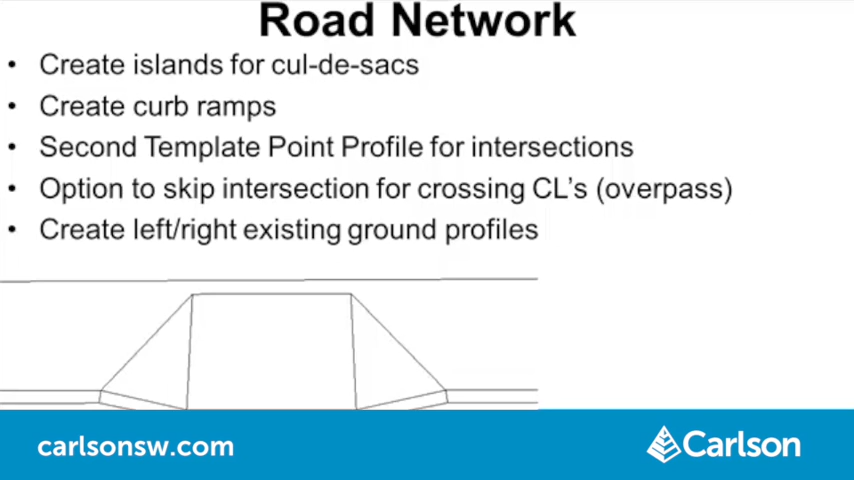 Road Network
• Create islands for cul-de-sacs
• Create curb ramps
• Second Template Point Profile for intersections
• Option to skip intersection for crossing CL's (overpass)
• Create left/right existing ground profiles
carlsonsw.com
Carlson